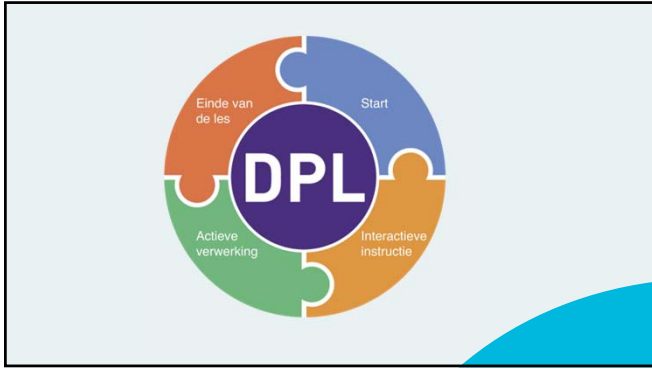 Einde van
de les
Start
DPL
Actieve
verwerking
Interactieve
instructie